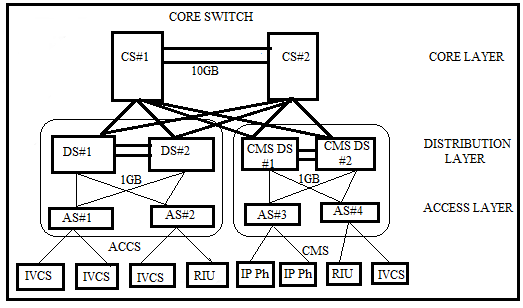 CORE SWITCH
CS#1
CS#2
10GB
CORE LAYER
DS#1
DS#2
CMS DS
#1
CMS DS
#2
DISTRIBUTION
LAYER
1GB
1GB
AS#1
AS#2
AS#3
AS#4
ACCESS LAYER
ACCS
CMS
IVCS
IVCS
IVCS
RIU
IP Ph
IP Ph
RIU
IVCS